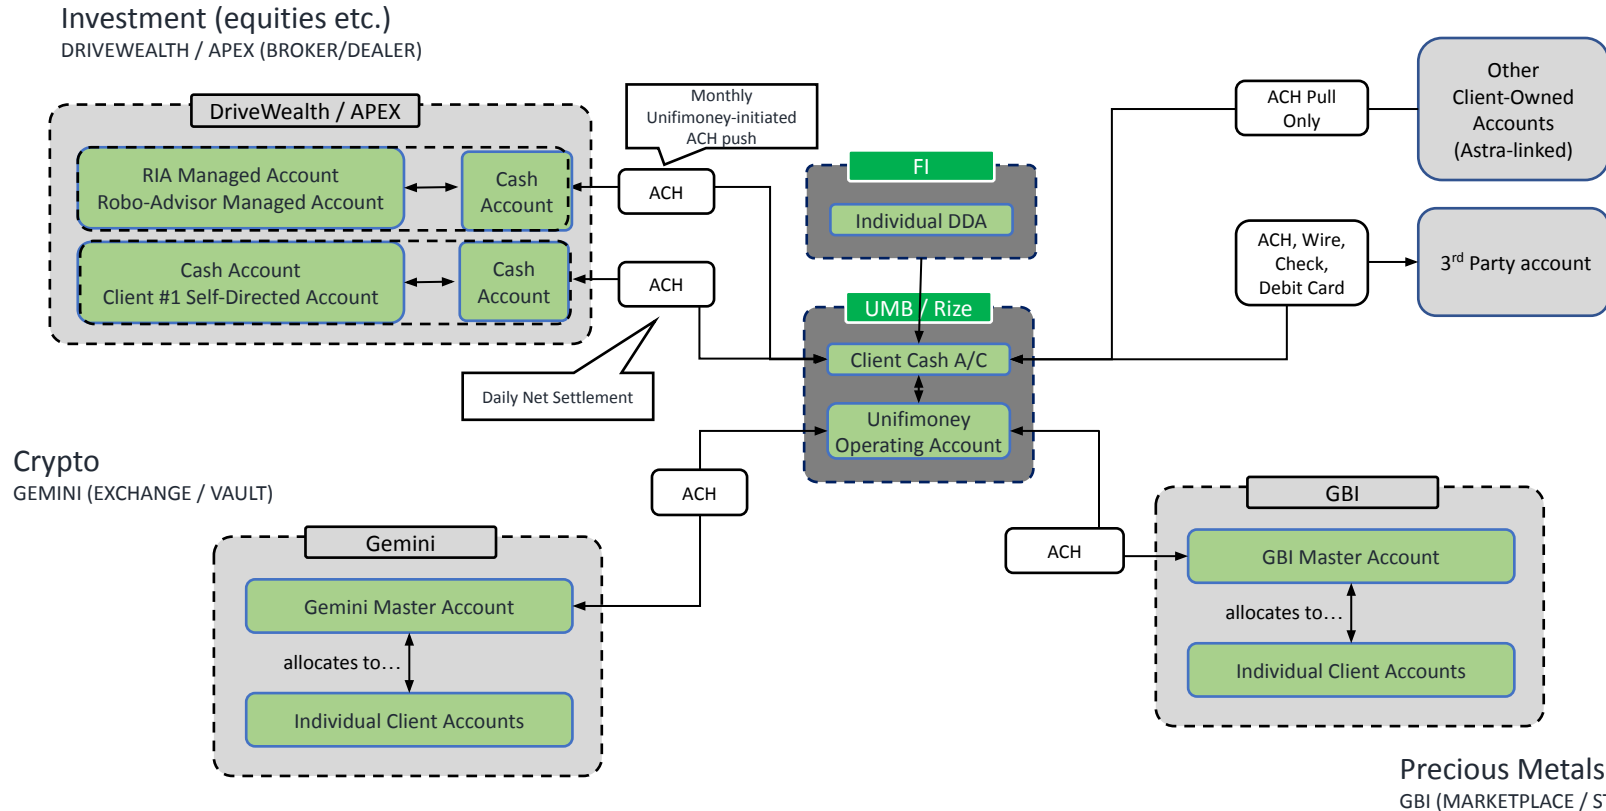 Investment (equities etc.)
DRIVEWEALTH / APEX (BROKER/DEALER)
DriveWealth / APEX
RIA Managed Account
Robo-Advisor Managed Account
Cash
Account
Cash Account
Client #1 Self-Directed Account
Cash
Account
Monthly
Unifimoney-initiated
ACH push
ACH
ACH
Daily Net Settlement
FI
Individual DDA
UMB / Rize
Client Cash A/C
Unifimoney
Operating Account
ACH Pull
Only
Other
Client-Owned
Accounts
(Astra-linked)
ACH, Wire,
Check,
Debit Card
3rd Party account
Crypto
GEMINI (EXCHANGE / VAULT)
ACH
Gemini
Gemini Master Account
allocates to…
Individual Client Accounts
ACH
GBI
GBI Master Account
allocates to…
Individual Client Accounts
Precious Metals
GBI (MARKETPLACE /